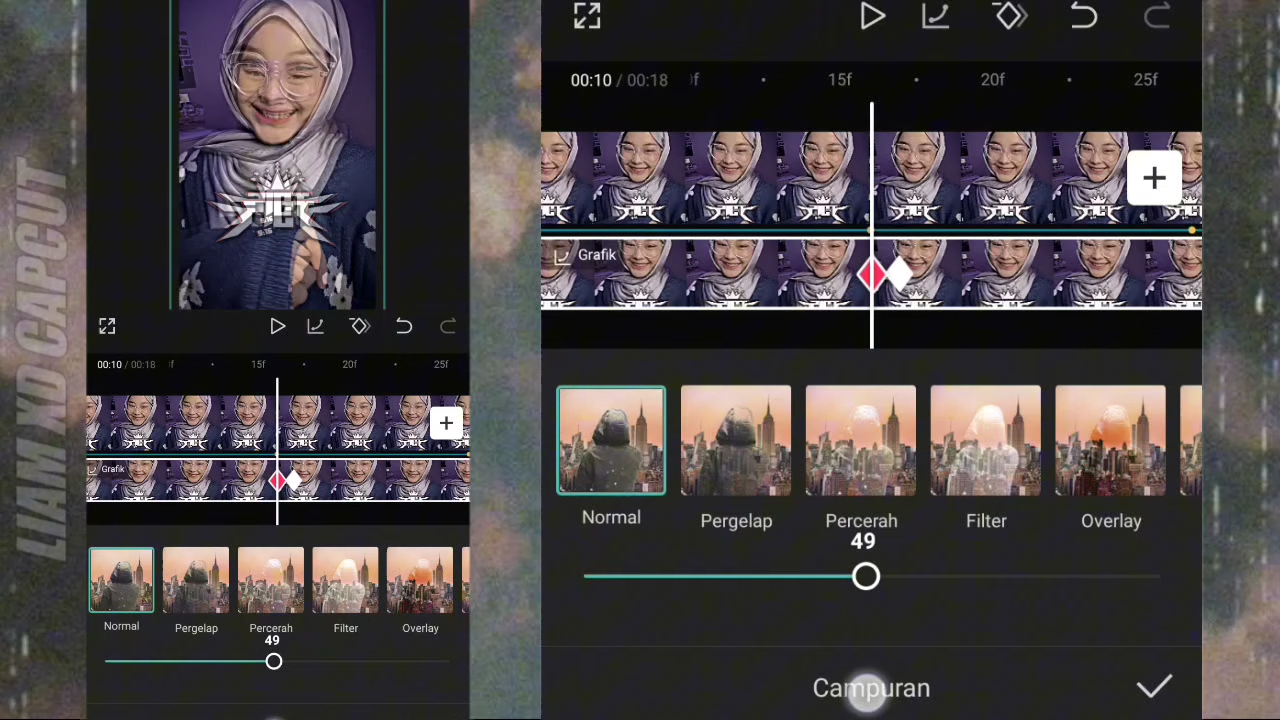 LIAM XD CAPCUT
00:10 / 00:18
15f
20f
25f
Grafik
Normal
Pergelap
Percerah
Filter
Overlay
49
00:10 / 00:18
15f
20f
25f
Grafik
Normal
Pergelap
Percerah
Filter
Overlay
49
Campuran